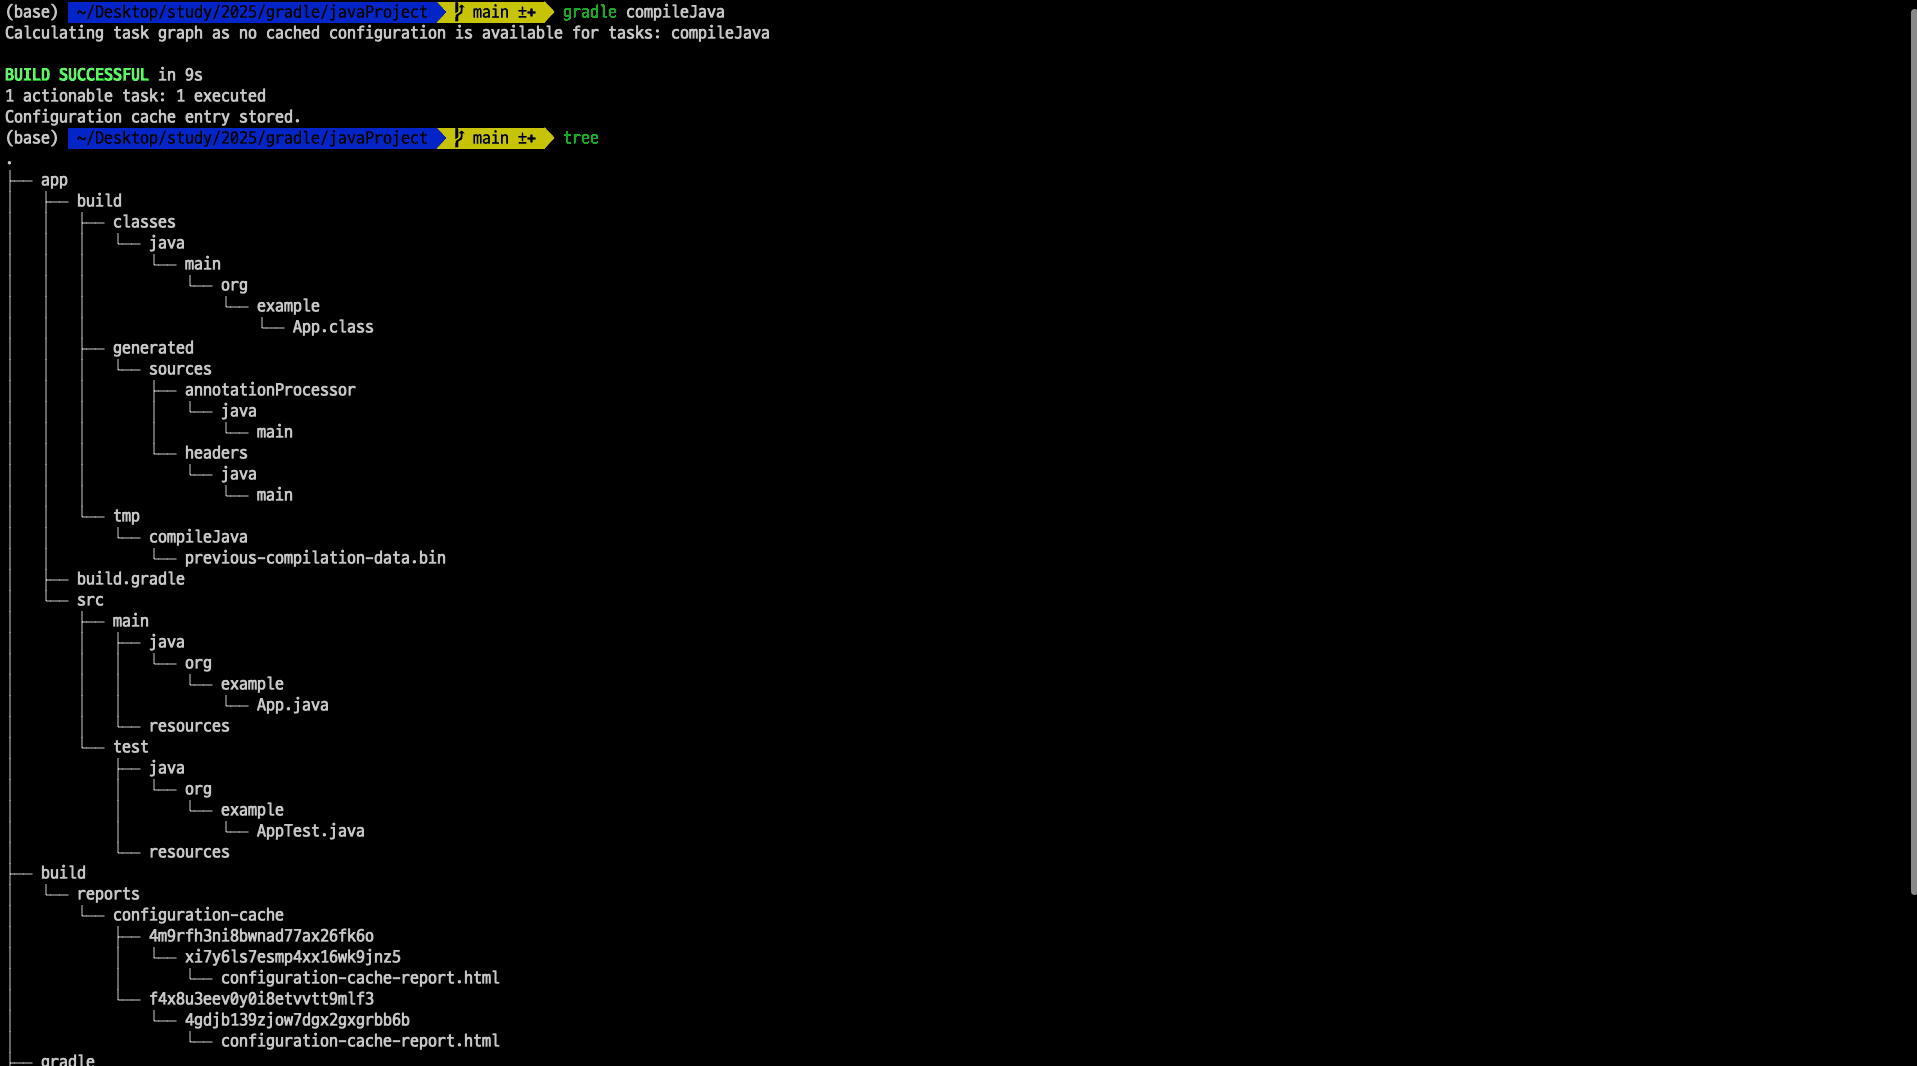 (base) ~/Desktop/study/2025/gradle/javaProject main ±+ gradle compileJava
Calculating task graph as no cached configuration is available for tasks: compileJava
BUILD SUCCESSFUL in 9s
1 actionable task: 1 executed
Configuration cache entry stored.
(base) ~/Desktop/study/2025/gradle/javaProject main ±+ tree
.
├── app
│   ├── build
│   │   ├── classes
│   │   │   └── java
│   │   │       └── main
│   │   │           └── org
│   │   │               └── example
│   │   │                   └── App.class
│   │   ├── generated
│   │   │   └── sources
│   │   │       ├── annotationProcessor
│   │   │       │   └── java
│   │   │       │       └── main
│   │   │       └── headers
│   │   │           └── java
│   │   │               └── main
│   │   └── tmp
│   │       └── compileJava
│   │           └── previous-compilation-data.bin
│   ├── build.gradle
│   └── src
│       ├── main
│       │   ├── java
│       │   │   └── org
│       │   │       └── example
│       │   │           └── App.java
│       │   └── resources
│       └── test
│           ├── java
│           │   └── org
│           │       └── example
│           │           └── AppTest.java
│           └── resources
├── build
│   └── reports
│       └── configuration-cache
│           ├── 4m9rfh3ni8bwnad77ax26fk6o
│           │   └── xi7y6ls7esmp4xx16wk9jnz5
│           │       └── configuration-cache-report.html
│           └── f4x8u3eev0y0i8etvvtt9mlf3
│               └── 4gdjb139zjow7dgx2gxgrbb6b
│                   └── configuration-cache-report.html
├── gradle